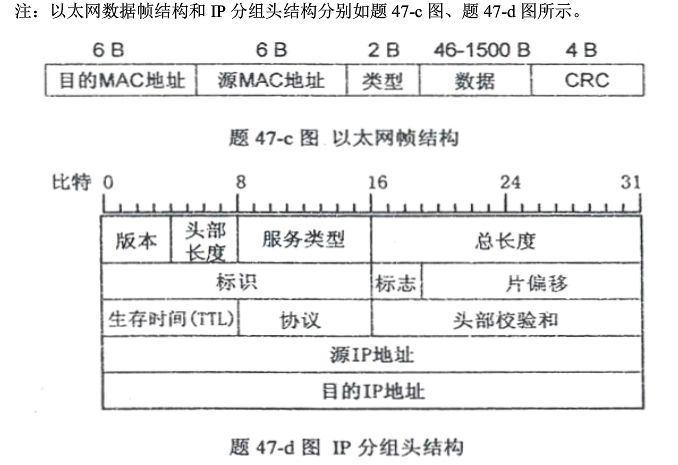 注：以太网数据帧结构和 IP 分组头结构分别如题 47-c 图、题 47-d 图所示。
6 B 6 B 2 B 46-1500 B 4 B
目的MAC地址 源MAC地址 类型 数据 CRC
题 47-c 图 以太网帧结构
比特 0 8 16 24 31
版本 头部长度 服务类型 总长度
标识 标志 片偏移
生存时间(TTL) 协议 头部校验和
源IP地址
目的IP地址
题 47-d 图 IP 分组头结构